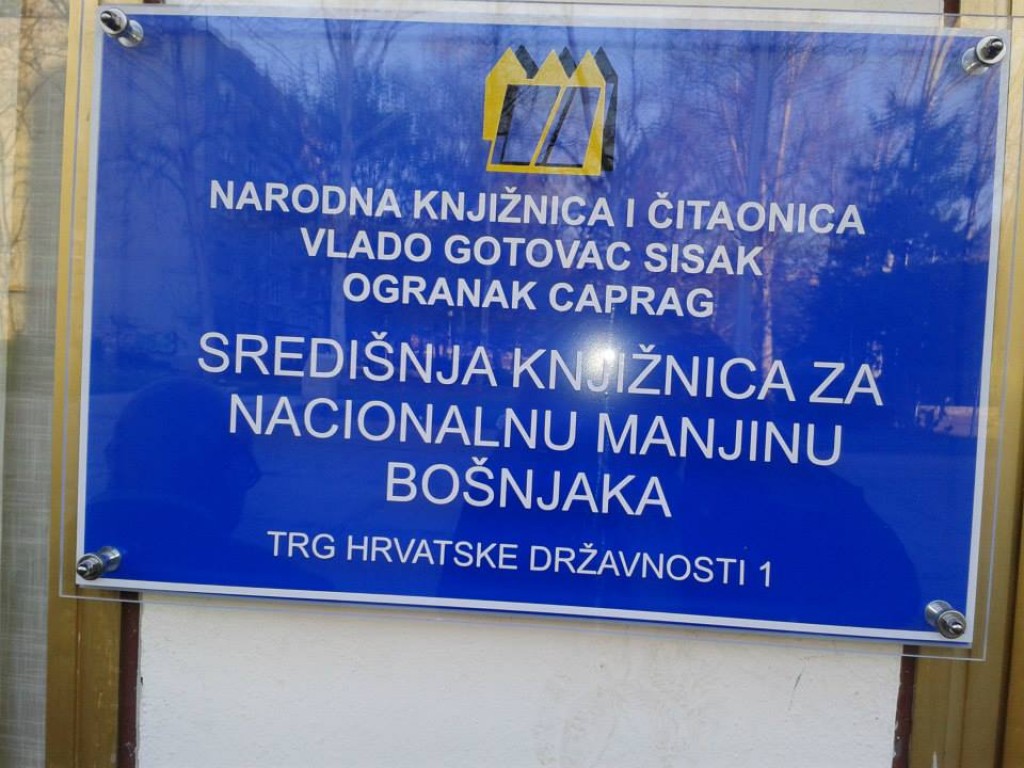 NARODNA KNJIŽNICA I ČITAONICA
VLADO GOTOVAC SISAK
OGRANAK CAPRAG
SREDIŠNJA KNJIŽNICA ZA
NACIONALNU MANJINU
BOŠNJAKA
TRG HRVATSKE DRŽAVNOSTI 1